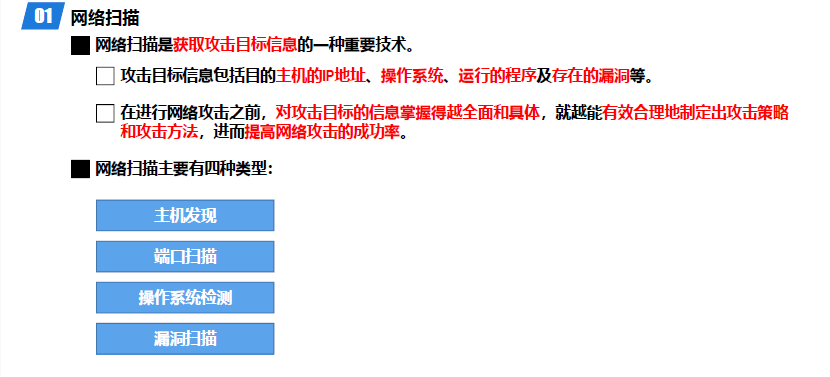 01 网络扫描
网络扫描是获取攻击目标信息的一种重要技术。
攻击目标信息包括目的主机的IP地址、操作系统、运行的程序及存在的漏洞等。
在进行网络攻击之前，对攻击目标的信息掌握得越全面和具体，就越能有效合理地制定出攻击策略
和攻击方法，进而提高网络攻击的成功率。
网络扫描主要有四种类型：
主机发现
端口扫描
操作系统检测
漏洞扫描